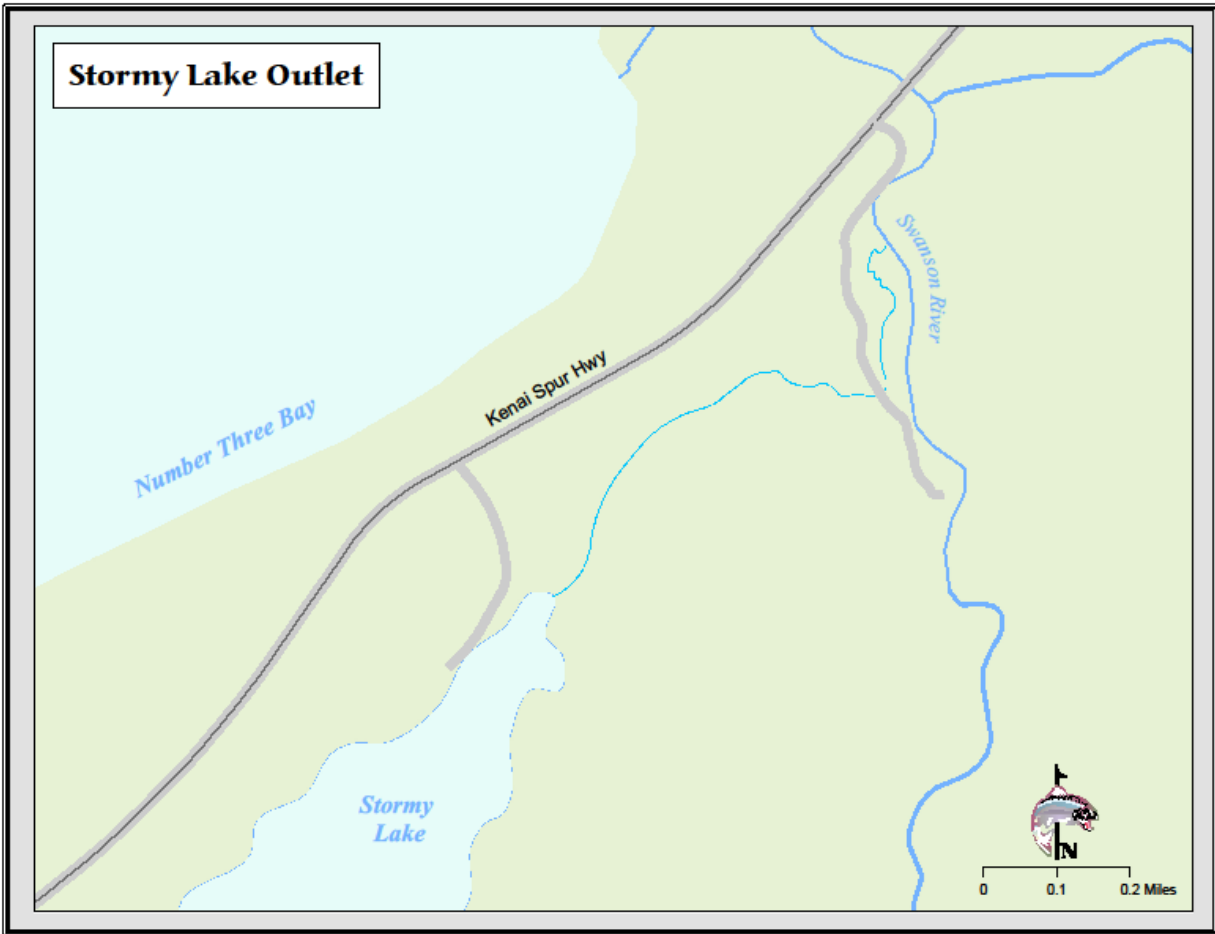 Stormy Lake Outlet
Swanson River
Kenai Spur Hwy
Number Three Bay
Stormy
Lake
N
0 0.1 0.2 Miles